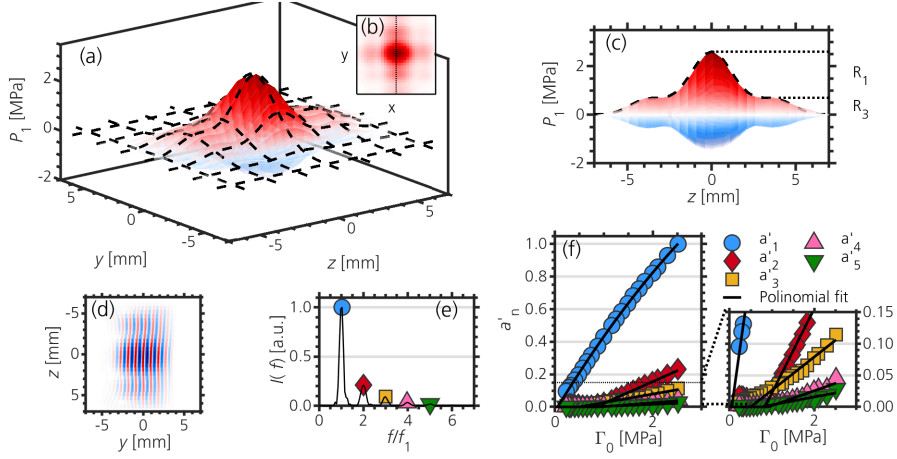 (a)
(b)
y
x
P1 [MPa]
2
0
-2
5
0
-5
y [mm]
-5
0
5
z [mm]
(c)
P1 [MPa]
2
0
-2
R1
R3
-5
0
5
z [mm]
(d)
z [mm]
-5
0
5
-5
0
5
y [mm]
(e)
I( f) [a.u.]
1.0
0.5
0.0
0
2
4
6
f/f1
(f)
a'n
1.0
0.8
0.6
0.4
0.2
0.0
0
1
2
Γ0 [MPa]
a'1
a'2
a'3
a'4
a'5
Polinomial fit
0.15
0.10
0.05
0.00
0
1
2
Γ0 [MPa]